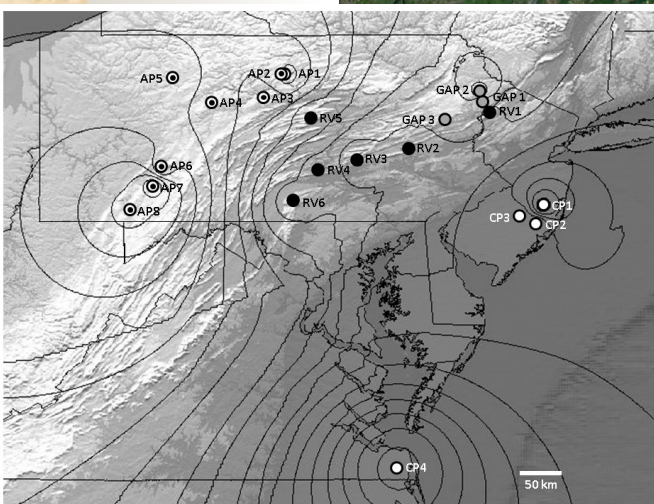 AP5
AP2
AP1
AP4
AP3
RV5
GAP 2
GAP 1
GAP 3
RV1
AP6
RV3
RV2
AP7
RV4
AP8
RV6
CP1
CP3
CP2
CP4
50 km